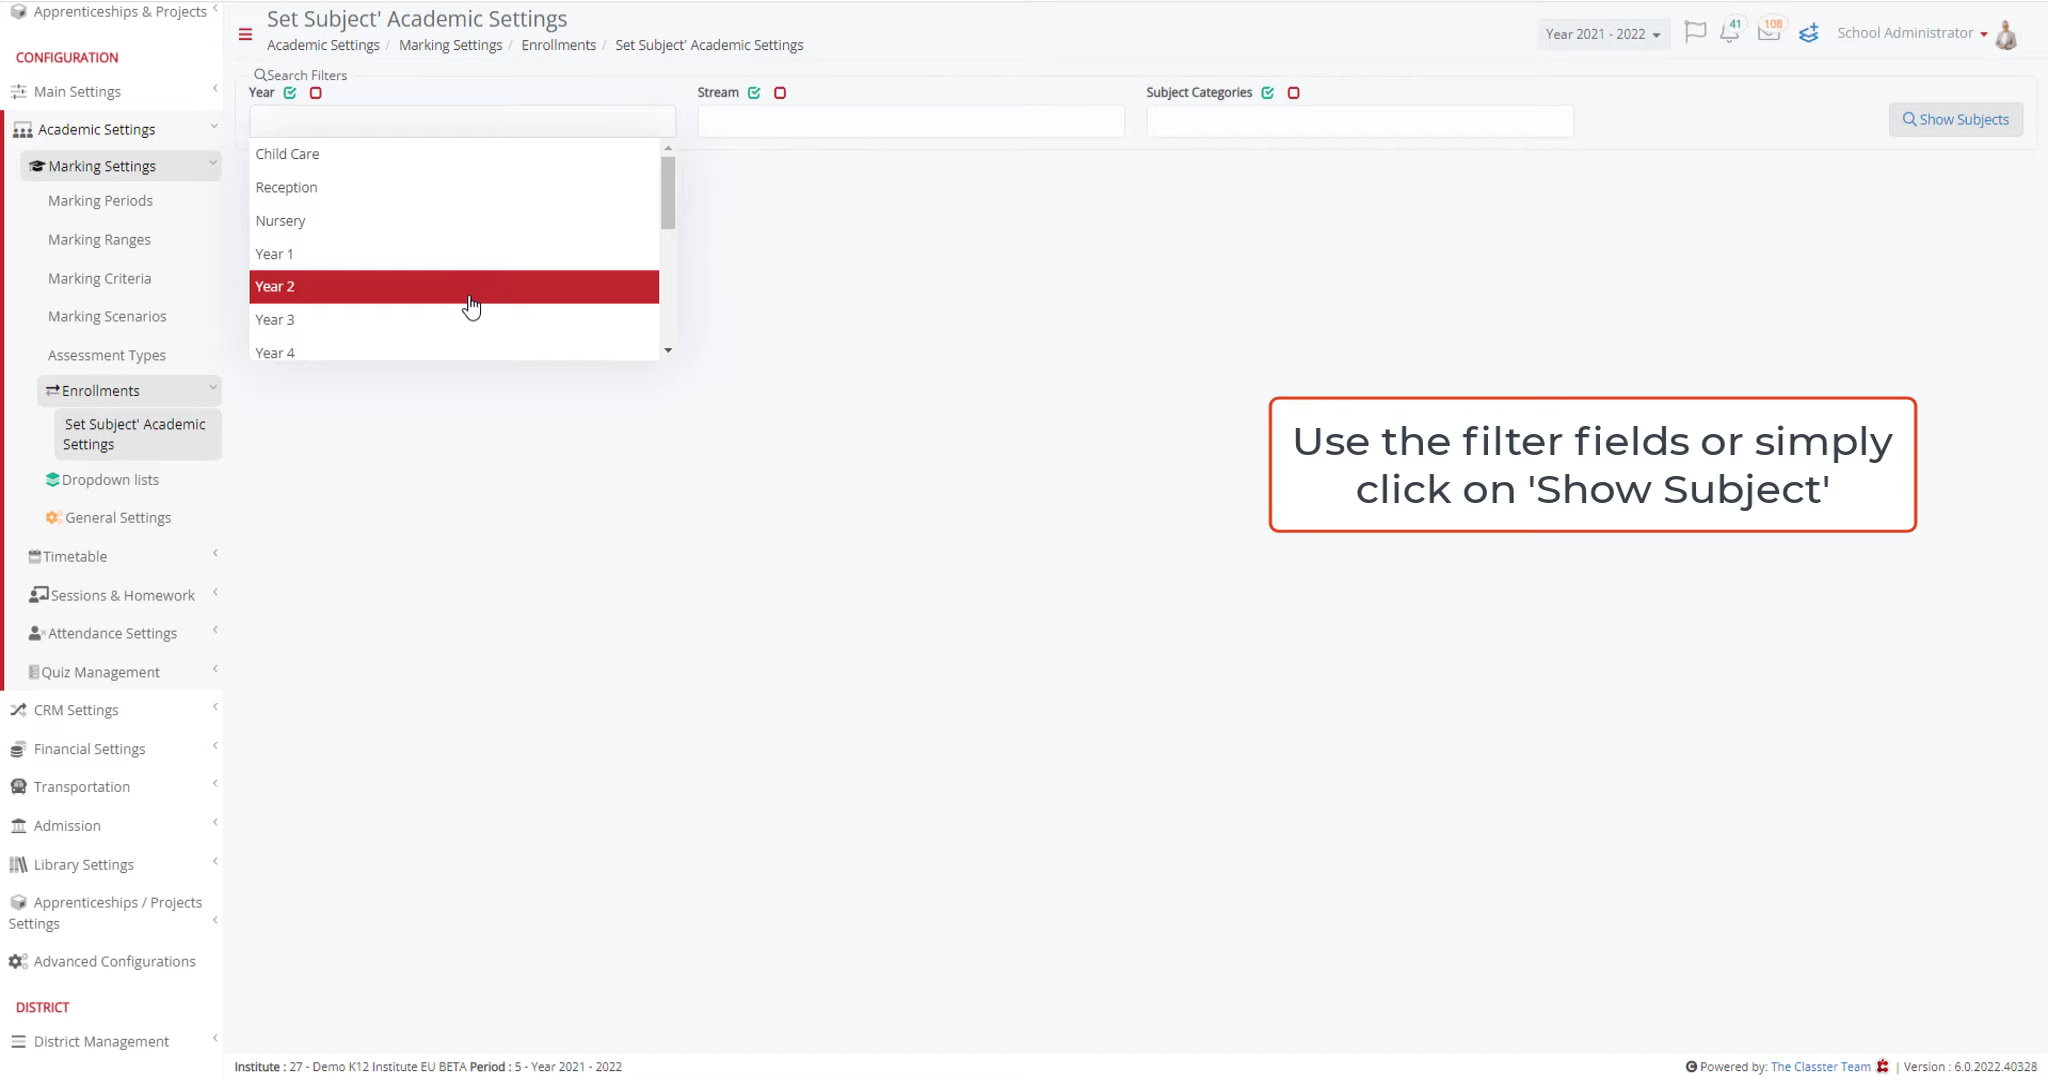 Apprenticeships & Projects
CONFIGURATION
Main Settings
Academic Settings
Marking Settings
Marking Periods
Marking Ranges
Marking Criteria
Marking Scenarios
Assessment Types
Enrollments
Set Subject' Academic
Settings
Dropdown lists
General Settings
Timetable
Sessions & Homework
Attendance Settings
Quiz Management
CRM Settings
Financial Settings
Transportation
Admission
Library Settings
Apprenticeships / Projects
Settings
Advanced Configurations
DISTRICT
District Management
Set Subject' Academic Settings
Academic Settings / Marking Settings / Enrollments / Set Subject' Academic Settings
Year 2021 - 2022
41
108
School Administrator
Search Filters
Year
Stream
Subject Categories
Show Subjects
Child Care
Reception
Nursery
Year 1
Year 2
Year 3
Year 4
Use the filter fields or simply
click on 'Show Subject'
Institute : 27 - Demo K12 Institute EU BETA Period : 5 - Year 2021 - 2022
Powered by: The Classter Team | Version : 6.0.2022.40328